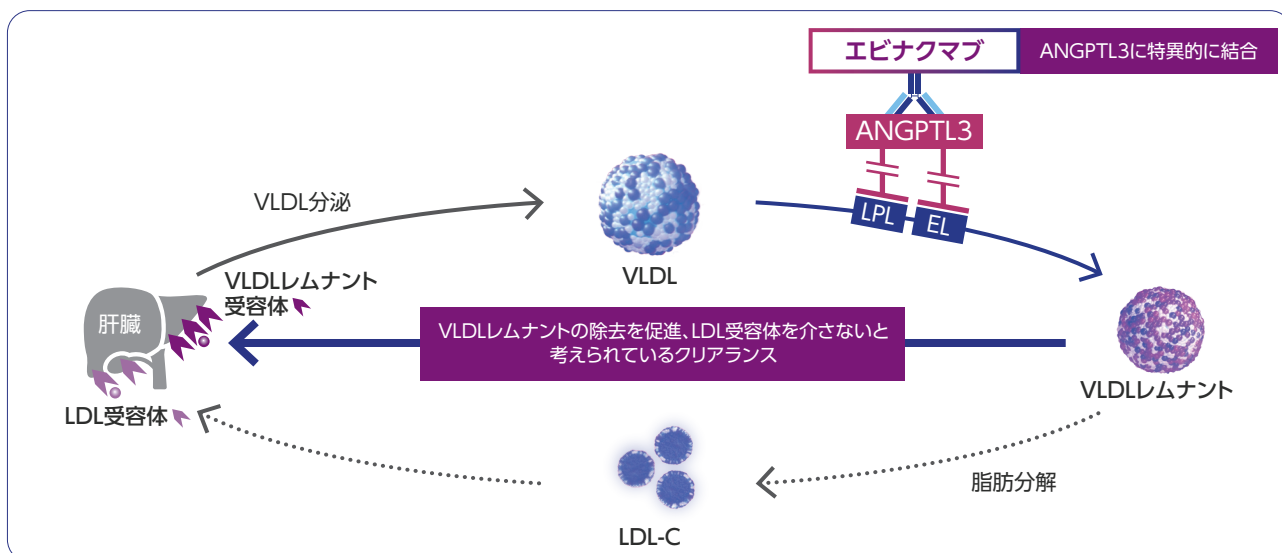 エビナクマブ
ANGPTL3に特異的に結合
ANGPTL3
LPL
EL
VLDL分泌
VLDL
VLDLレムナント
受容体
肝臓
VLDLレムナントの除去を促進、LDL受容体を介さないと
考えられているクリアランス
VLDLレムナント
LDL受容体
脂肪分解
LDL-C